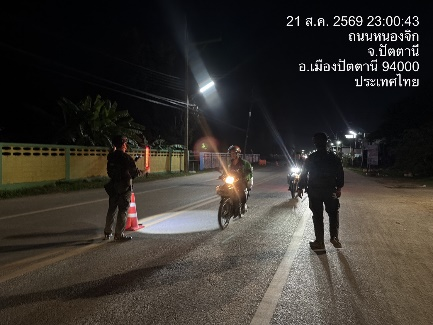 21 ส.ค. 2569 23:00:43
ถนนหนองจิก
จ.ปัตตานี
อ.เมืองปัตตานี 94000
ประเทศไทย